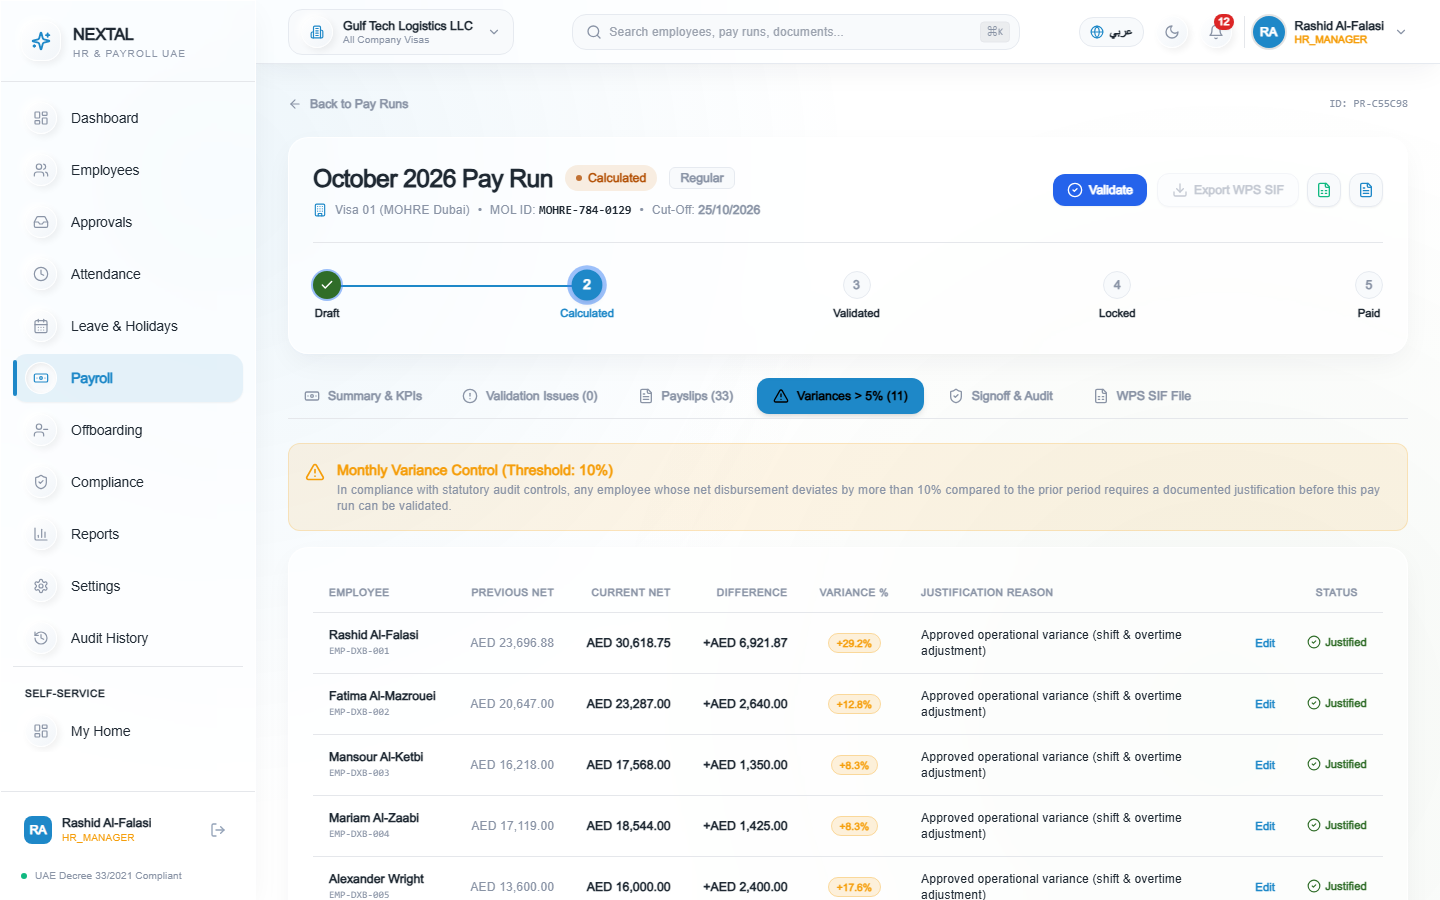 NEXTAL
HR & PAYROLL UAE
Gulf Tech Logistics LLC
All Company Visas
Search employees, pay runs, documents...
⌘K
عربي
12
RA
Rashid Al-Falasi
HR_MANAGER
Dashboard
Employees
Approvals
Attendance
Leave & Holidays
Payroll
Offboarding
Compliance
Reports
Settings
Audit History
SELF-SERVICE
My Home
RA
Rashid Al-Falasi
HR_MANAGER
UAE Decree 33/2021 Compliant
Back to Pay Runs
ID: PR-C55C98
October 2026 Pay Run
Calculated
Regular
Visa 01 (MOHRE Dubai) • MOL ID: MOHRE-784-0129 • Cut-Off: 25/10/2026
Validate
Export WPS SIF
2
3
4
5
Draft
Calculated
Validated
Locked
Paid
Summary & KPIs
Validation Issues (0)
Payslips (33)
Variances > 5% (11)
Signoff & Audit
WPS SIF File
Monthly Variance Control (Threshold: 10%)
In compliance with statutory audit controls, any employee whose net disbursement deviates by more than 10% compared to the prior period requires a documented justification before this pay
run can be validated.
EMPLOYEE PREVIOUS NET CURRENT NET DIFFERENCE VARIANCE % JUSTIFICATION REASON STATUS
Rashid Al-Falasi
EMP-DXB-001
AED 23,696.88 AED 30,618.75 +AED 6,921.87 +29.2%
Approved operational variance (shift & overtime
adjustment)
Edit Justified
Fatima Al-Mazrouei
EMP-DXB-002
AED 20,647.00 AED 23,287.00 +AED 2,640.00 +12.8%
Approved operational variance (shift & overtime
adjustment)
Edit Justified
Mansour Al-Ketbi
EMP-DXB-003
AED 16,218.00 AED 17,568.00 +AED 1,350.00 +8.3%
Approved operational variance (shift & overtime
adjustment)
Edit Justified
Mariam Al-Zaabi
EMP-DXB-004
AED 17,119.00 AED 18,544.00 +AED 1,425.00 +8.3%
Approved operational variance (shift & overtime
adjustment)
Edit Justified
Alexander Wright
EMP-DXB-005
AED 13,600.00 AED 16,000.00 +AED 2,400.00 +17.6%
Approved operational variance (shift & overtime
adjustment)
Edit Justified